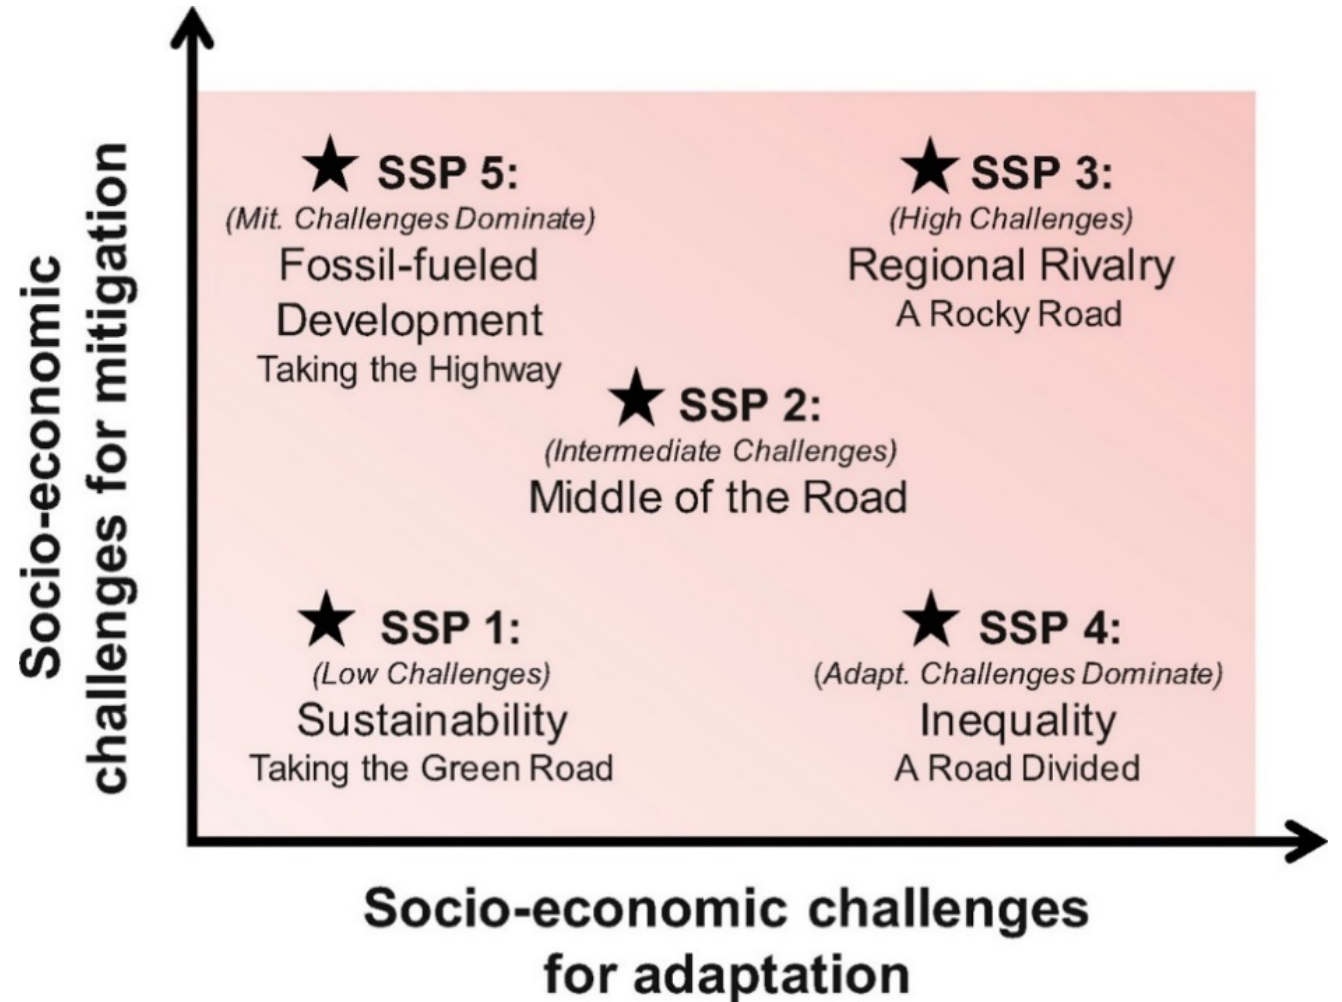 Socio-economic
challenges for mitigation
SSP 5:
(Mit. Challenges Dominate)
Fossil-fueled
Development
Taking the Highway
SSP 3:
(High Challenges)
Regional Rivalry
A Rocky Road
SSP 2:
(Intermediate Challenges)
Middle of the Road
SSP 1:
(Low Challenges)
Sustainability
Taking the Green Road
SSP 4:
(Adapt. Challenges Dominate)
Inequality
A Road Divided
Socio-economic challenges
for adaptation